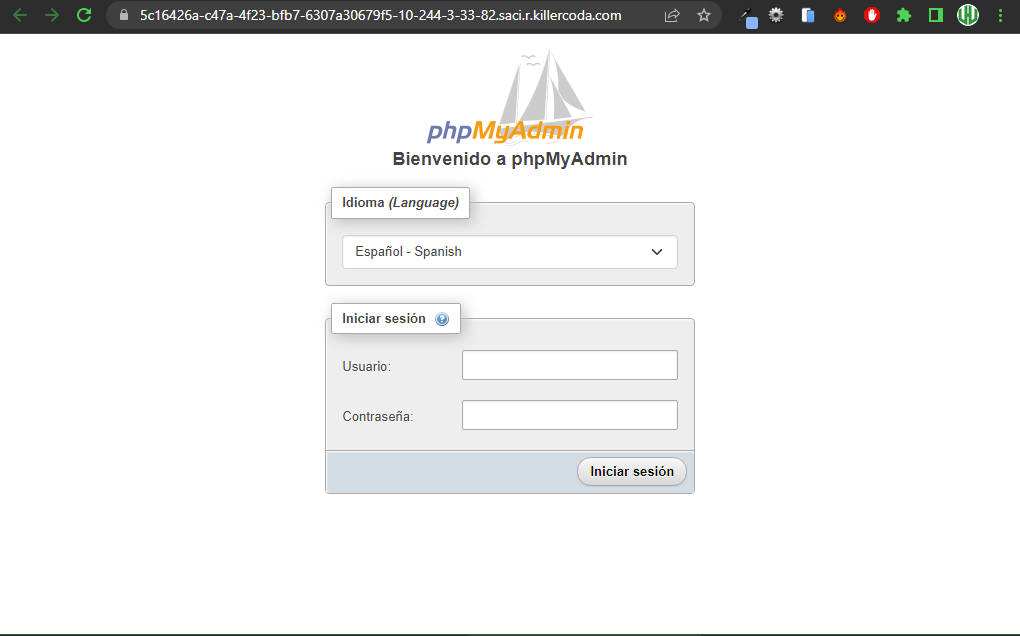 5c16426a-c47a-4f23-bfb7-6307a30679f5-10-244-3-33-82.saci.r.killercoda.com
phpMyAdmin
Bienvenido a phpMyAdmin
Idioma (Language)
Español - Spanish
Iniciar sesión
Usuario:
Contraseña:
Iniciar sesión